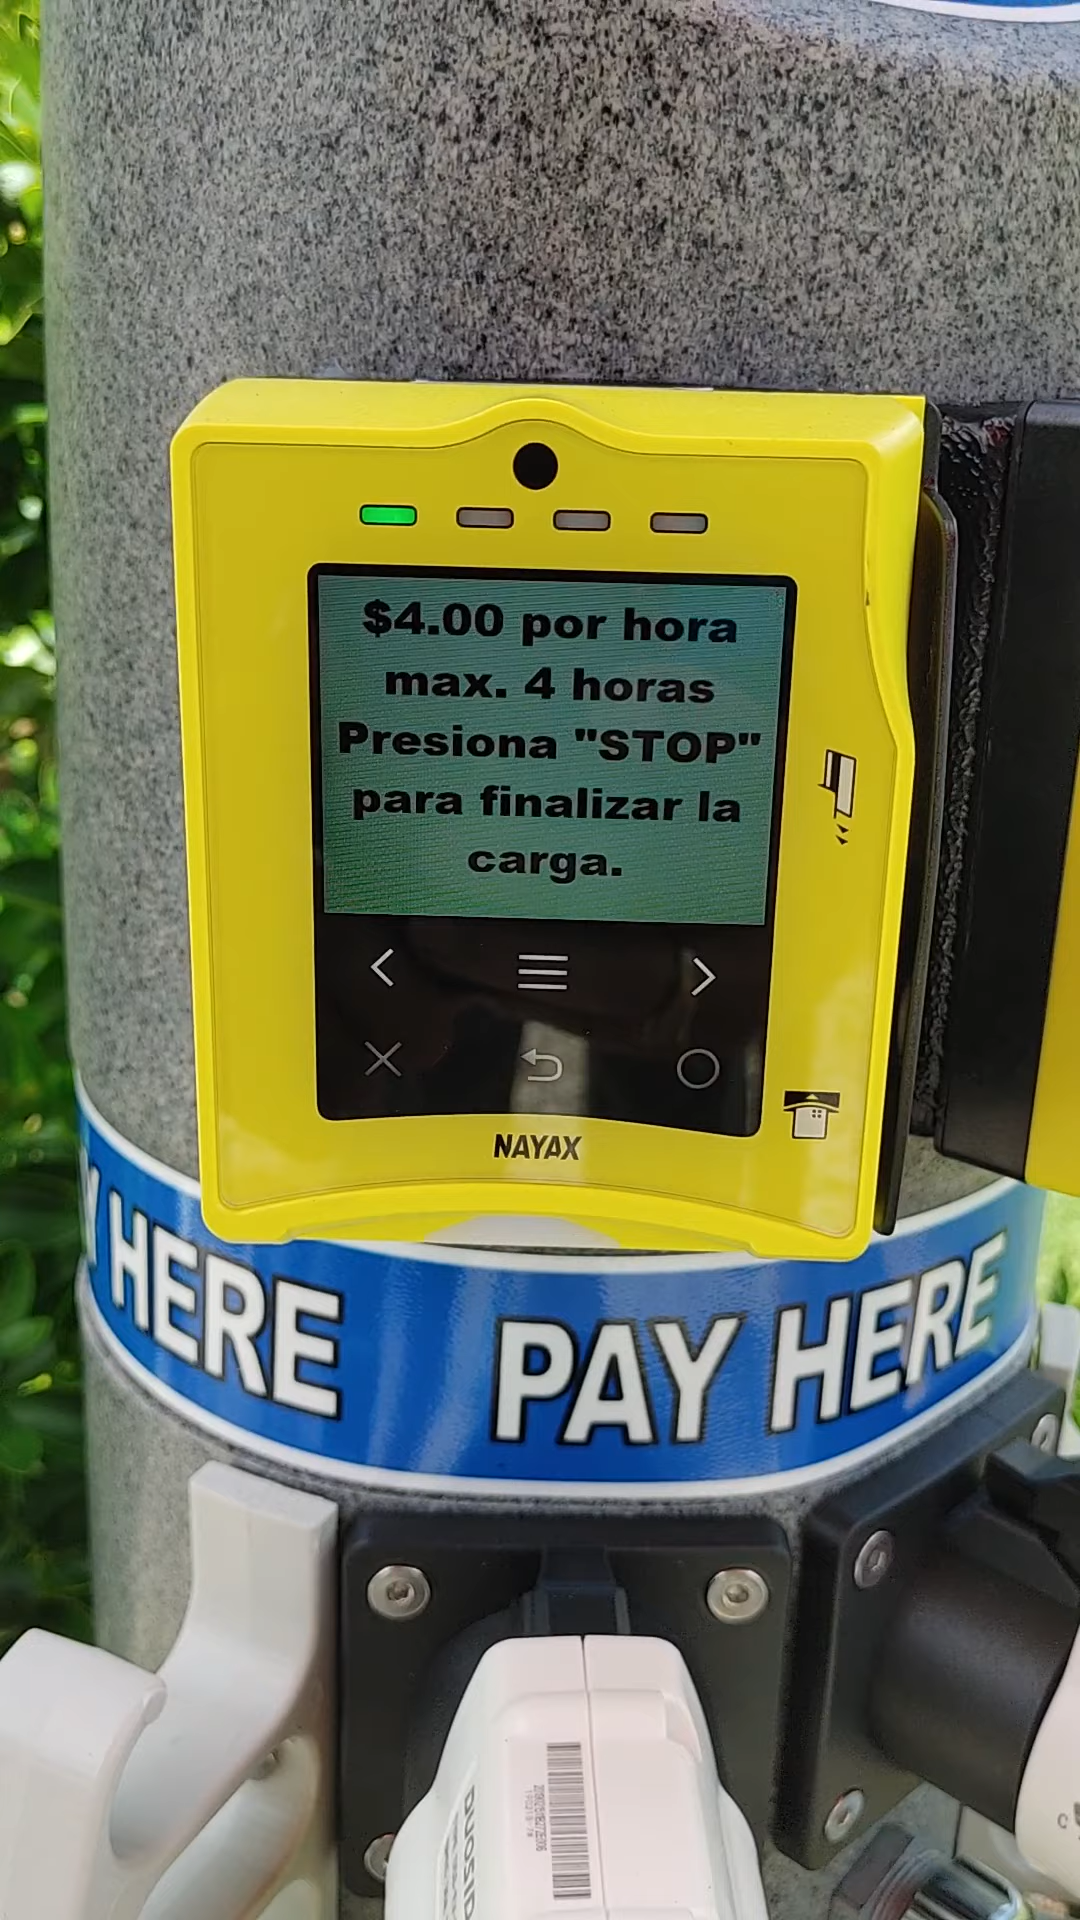 $4.00 por hora
max. 4 horas
Presiona "STOP"
para finalizar la
carga.
NAYAX
Y HERE PAY HERE